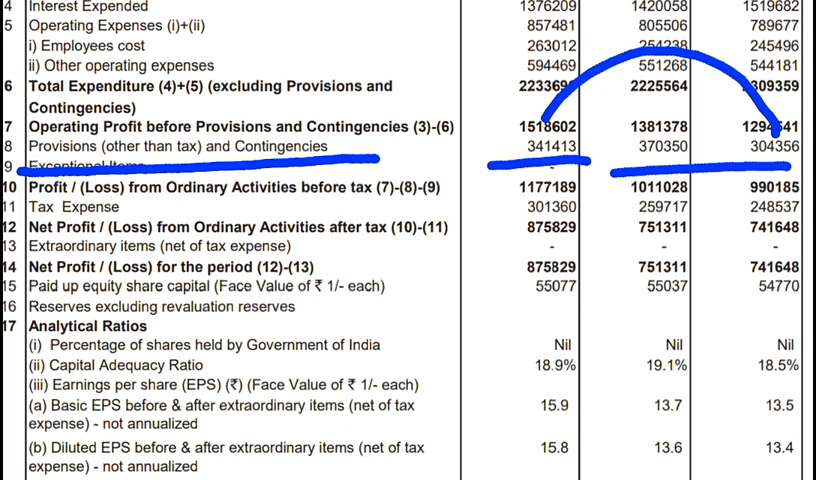 4 Interest Expended 1376209 1420058 1519682
5 Operating Expenses (i)+(ii) 857481 805506 789677
i) Employees cost 263012 254238 245496
ii) Other operating expenses 594469 551268 544181
6 Total Expenditure (4)+(5) (excluding Provisions and 2225564
Contingencies)
7 Operating Profit before Provisions and Contingencies (3)-(6) 1518602 1381378
8 Provisions (other than tax) and Contingencies 341413 370350 304356
9 Exceptional Items -
10 Profit / (Loss) from Ordinary Activities before tax (7)-(8)-(9) 1177189 1011028 990185
11 Tax Expense 301360 259717 248537
12 Net Profit / (Loss) from Ordinary Activities after tax (10)-(11) 875829 751311 741648
13 Extraordinary items (net of tax expense) - - -
14 Net Profit / (Loss) for the period (12)-(13) 875829 751311 741648
15 Paid up equity share capital (Face Value of ₹ 1/- each) 55077 55037 54770
16 Reserves excluding revaluation reserves
17 Analytical Ratios
(i) Percentage of shares held by Government of India Nil Nil Nil
(ii) Capital Adequacy Ratio 18.9% 19.1% 18.5%
(iii) Earnings per share (EPS) (₹) (Face Value of ₹ 1/- each)
(a) Basic EPS before & after extraordinary items (net of tax 15.9 13.7 13.5
expense) - not annualized
(b) Diluted EPS before & after extraordinary items (net of tax 15.8 13.6 13.4
expense) - not annualized